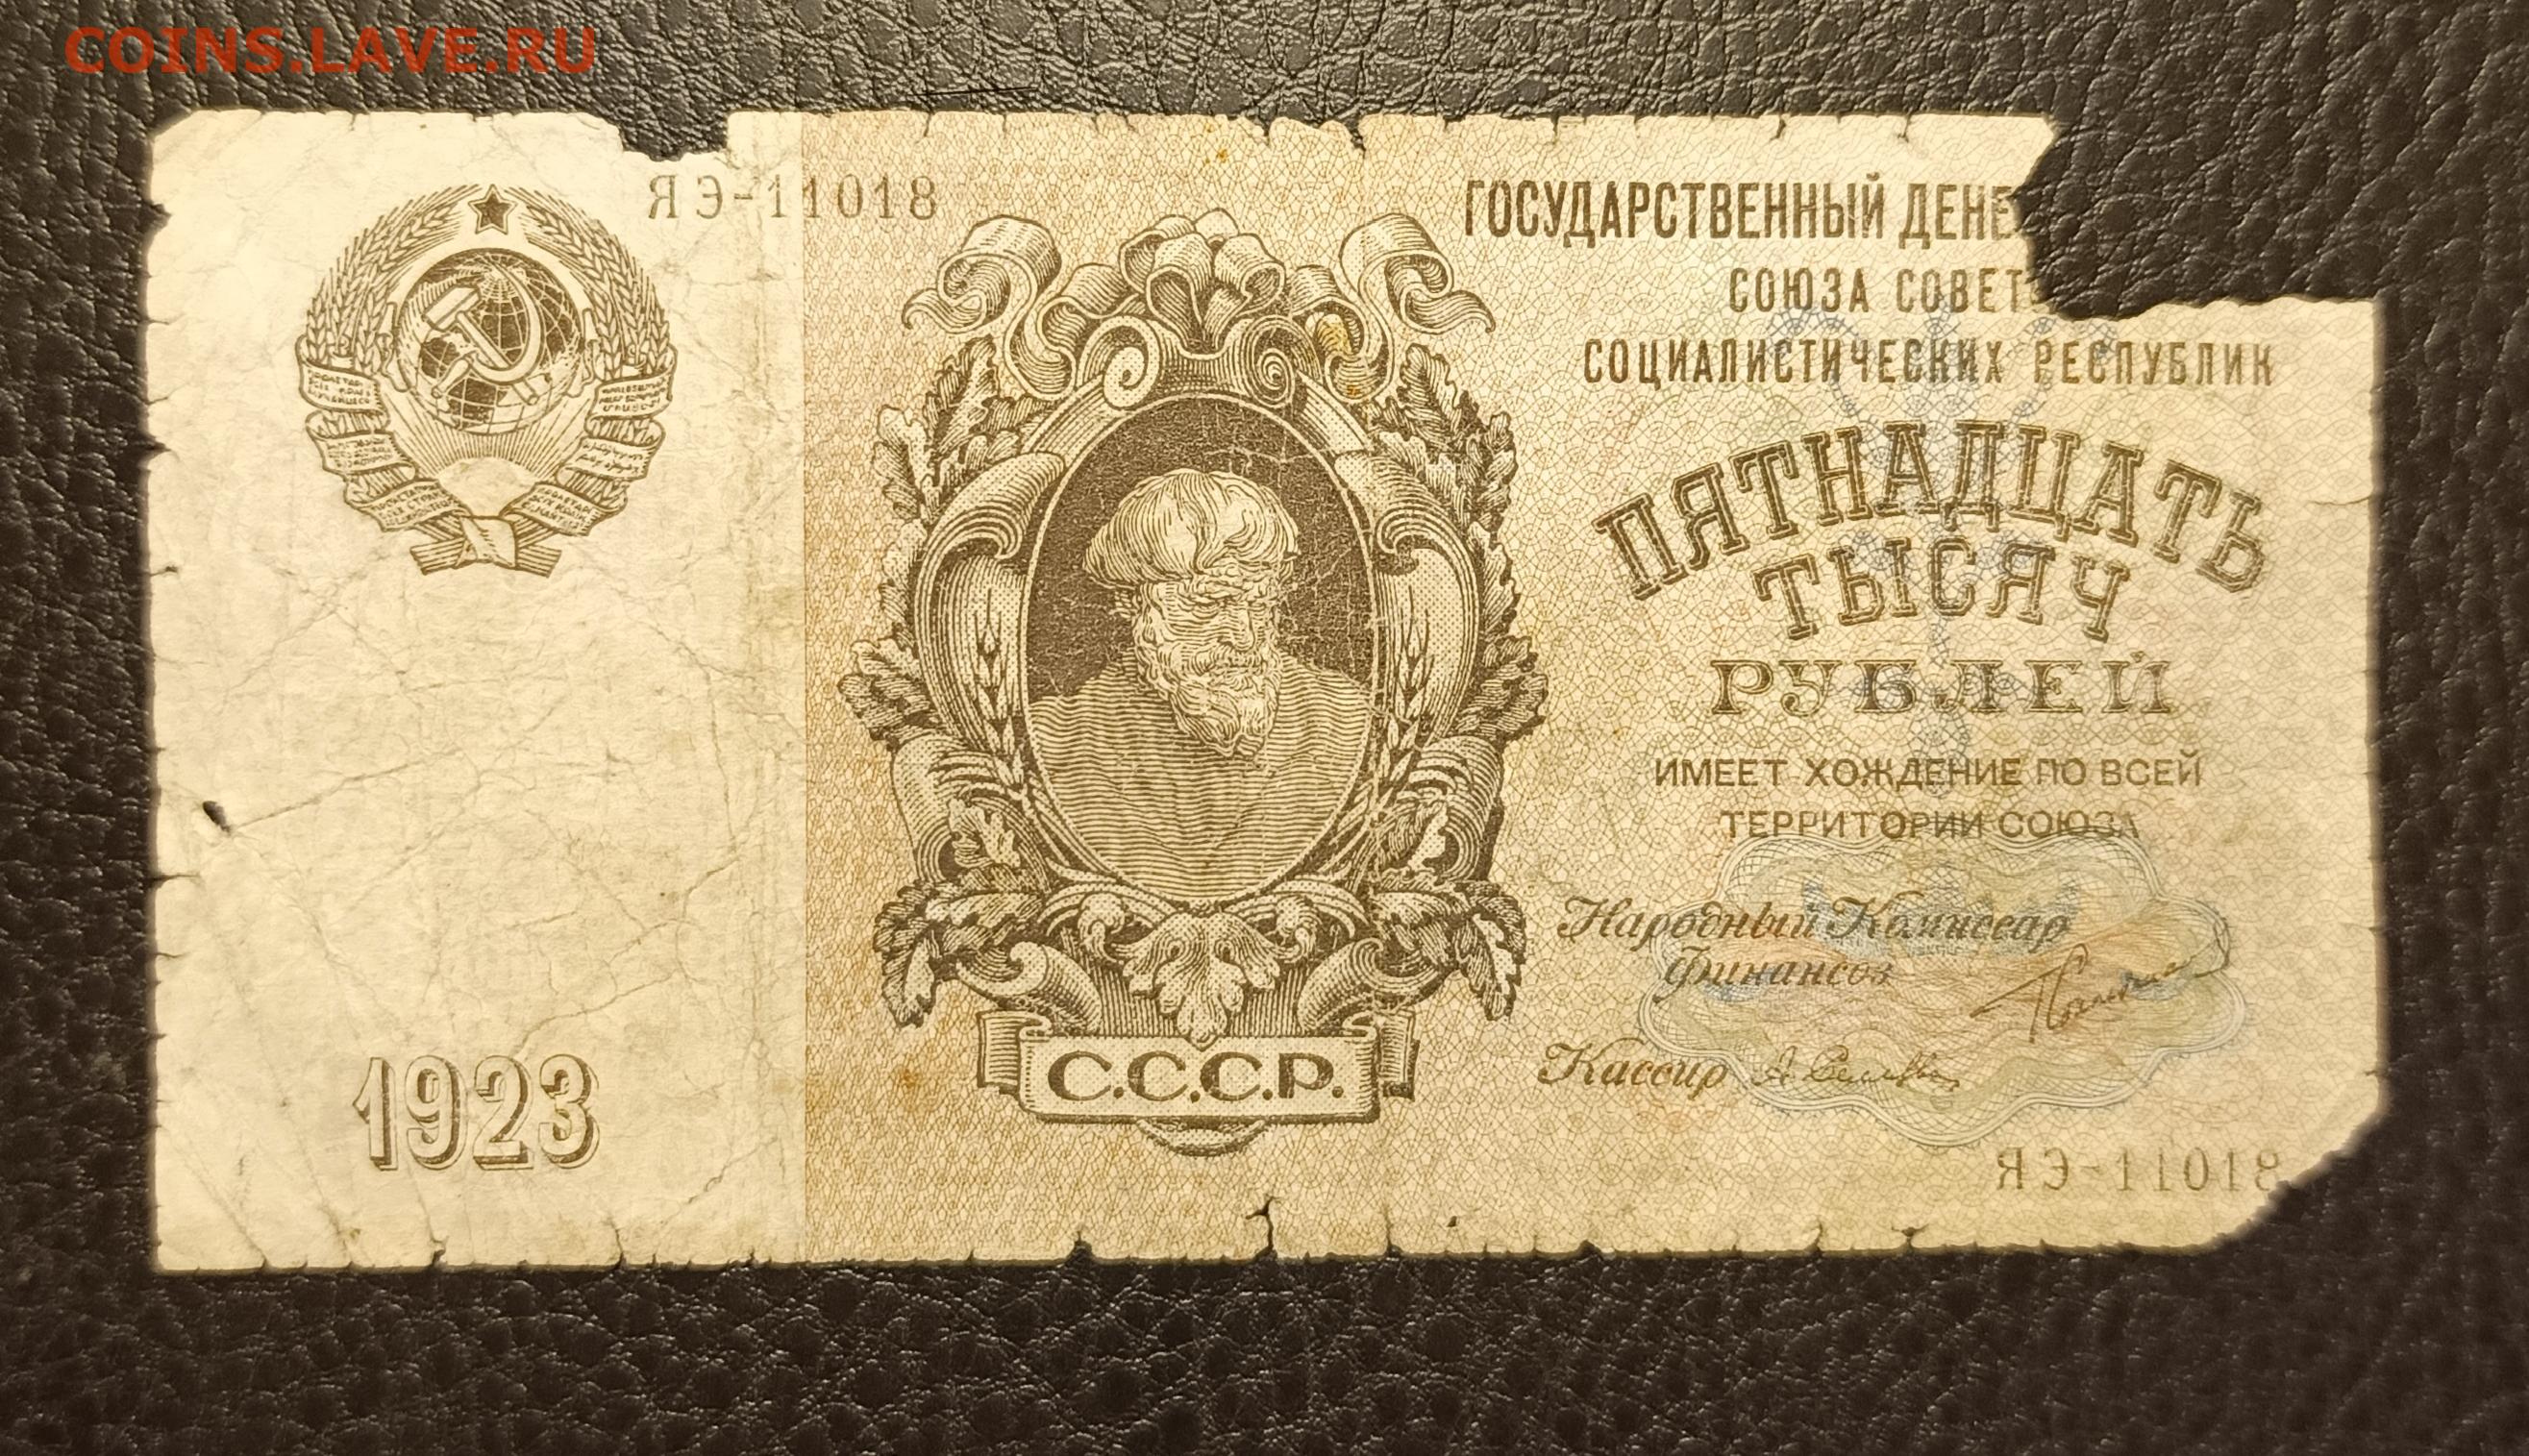 COINS.LAVE.RU
ЯЭ-11018
ГОСУДАРСТВЕННЫЙ ДЕНЕ
СОЮЗА СОВЕТ
СОЦИАЛИСТИЧЕСКИХ РЕСПУБЛИК
ПЯТНАДЦАТЬ
ТЫСЯЧ
РУБЛЕЙ
ИМЕЕТ ХОЖДЕНИЕ ПО ВСЕЙ
ТЕРРИТОРИИ СОЮЗА
Народный Комиссар
Финансов
Кассир
С.С.С.Р.
1923
ЯЭ-11018